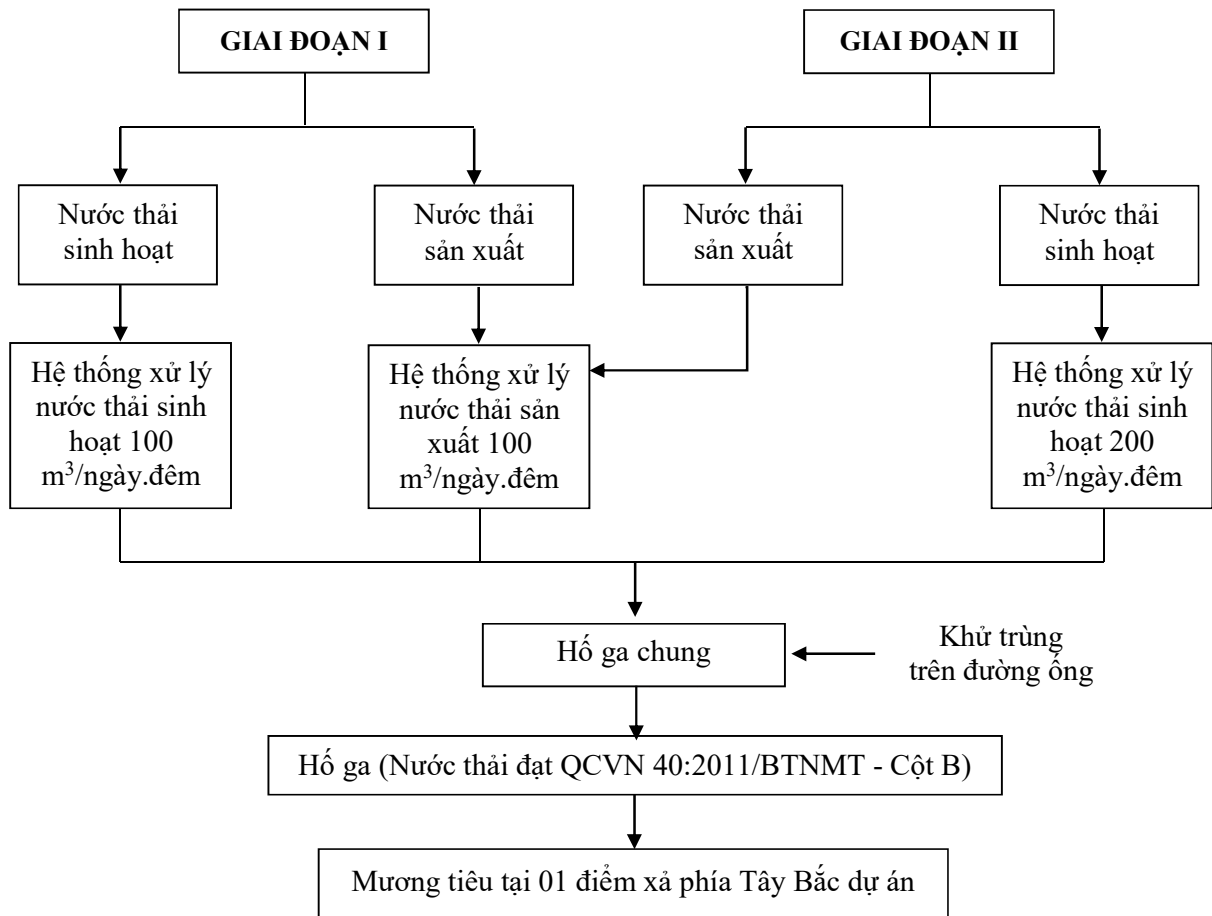 GIAI ĐOẠN I
GIAI ĐOẠN II
Nước thải
sinh hoạt
Nước thải
sản xuất
Nước thải
sản xuất
Nước thải
sinh hoạt
Hệ thống xử lý
nước thải sinh
hoạt 100
m³/ngày.đêm
Hệ thống xử lý
nước thải sản
xuất 100
m³/ngày.đêm
Hệ thống xử lý
nước thải sinh
hoạt 200
m³/ngày.đêm
Hố ga chung
Khử trùng
trên đường ống
Hố ga (Nước thải đạt QCVN 40:2011/BTNMT - Cột B)
Mương tiêu tại 01 điểm xả phía Tây Bắc dự án